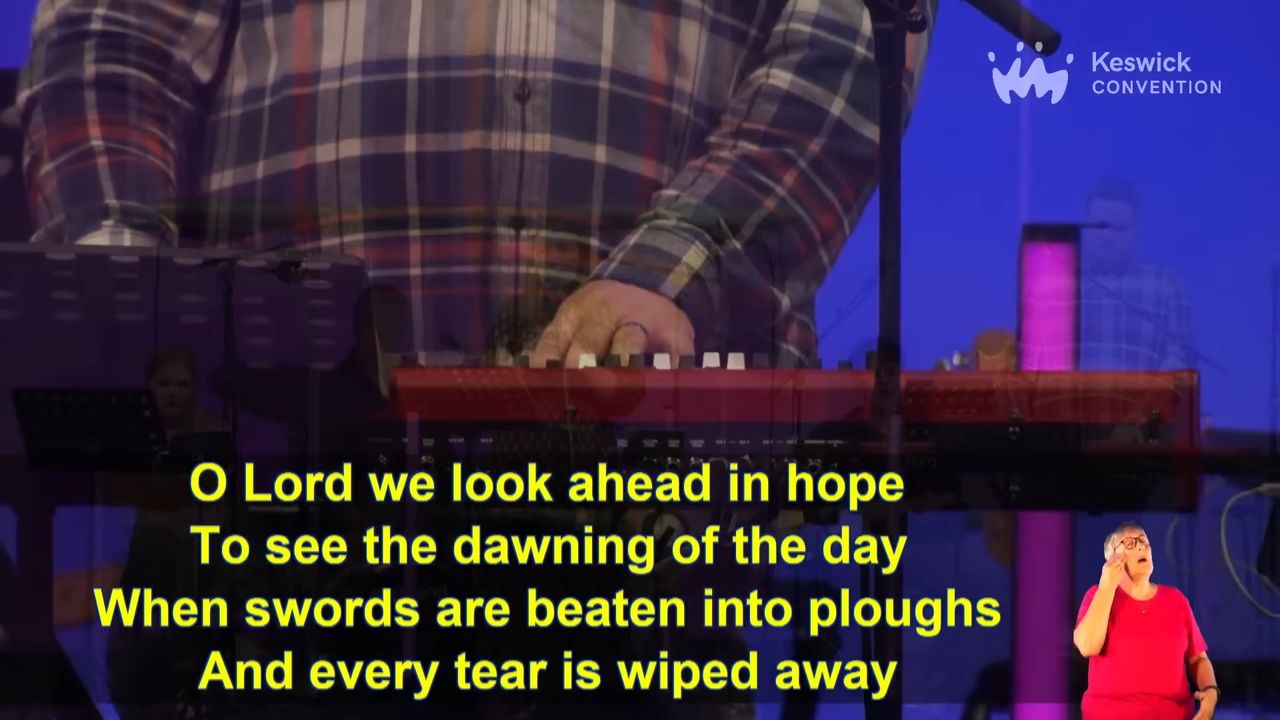 Keswick
CONVENTION
O Lord we look ahead in hope
To see the dawning of the day
When swords are beaten into ploughs
And every tear is wiped away